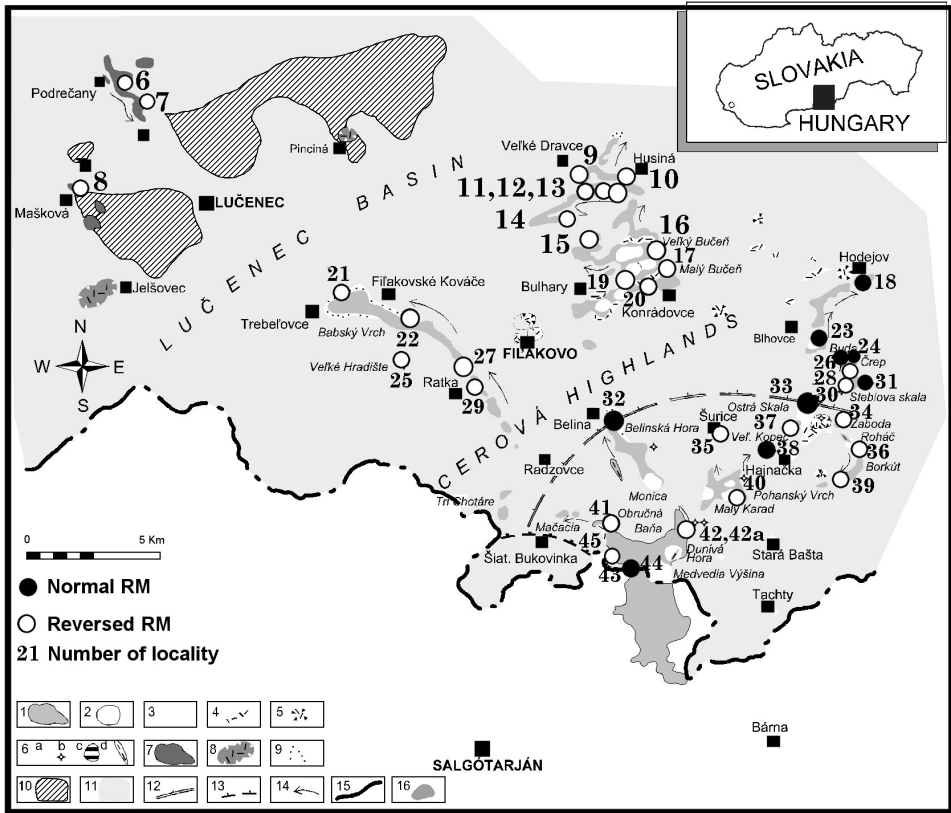 SLOVAKIA
HUNGARY
6
Podrečany
7
Pinciná
8
Mašková
LUČENEC
LUČENEC BASIN
Jelšovec
N
W E
S
Veľké Dravce
9
Husiná
10
11,12,13
14
15
16
Veľký Bučeň
17
Malý Bučeň
19
Bulhary
20
Konrádovce
Hodejov
18
21
Fiľakovské Kováče
Trebeľovce
Babský Vrch
22
Veľké Hradište
25
27
Ratka
29
FIĽAKOVO
CEROVÁ HIGHLANDS
Blhovce
23
Buda
24
26
Črep
28
31
Steblova skala
33
30
Ostrá Skala
34
Zaboda
32
Belina
Belinská Hora
Šurice
35
37
Veľ. Kopec
38
Hajnačka
Roháč
36
Borkút
39
Radzovce
Monica
40
Pohanský Vrch
Malý Karad
Tri Chotáre
41
Obručná
Baňa
Mačacia
42,42a
Dunivá
Hora
Stará Bašta
Šiat. Bukovinka
45
43
44
Medvedia Výšina
Tachty
0 5 Km
Normal RM
Reversed RM
21 Number of locality
1 2 3 4 5
6 a b c d 7 8 9
10 11 12 13 14 15 16
SALGÓTARJÁN
Bárna